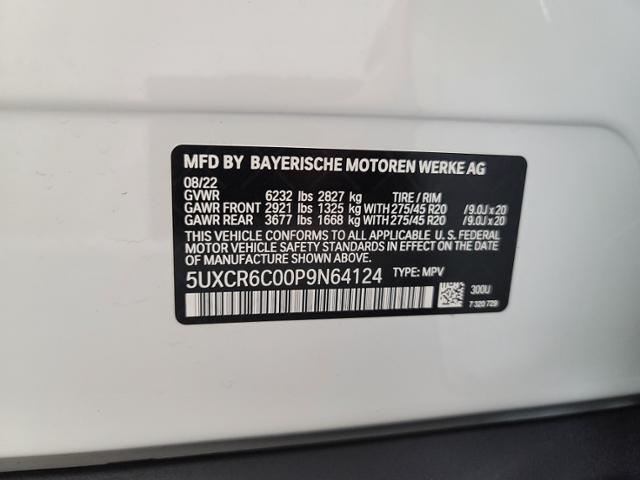 MFD BY BAYERISCHE MOTOREN WERKE AG
08/22
GVWR 6232 lbs 2827 kg TIRE / RIM
GAWR FRONT 2921 lbs 1325 kg WITH 275/45 R20 /9.0J x 20
GAWR REAR 3677 lbs 1668 kg WITH 275/45 R20 /9.0J x 20
THIS VEHICLE CONFORMS TO ALL APPLICABLE U. S. FEDERAL
MOTOR VEHICLE SAFETY STANDARDS IN EFFECT ON THE DATE
OF MANUFACTURE SHOWN ABOVE.
5UXCR6C00P9N64124 TYPE: MPV
300U
7 320 729